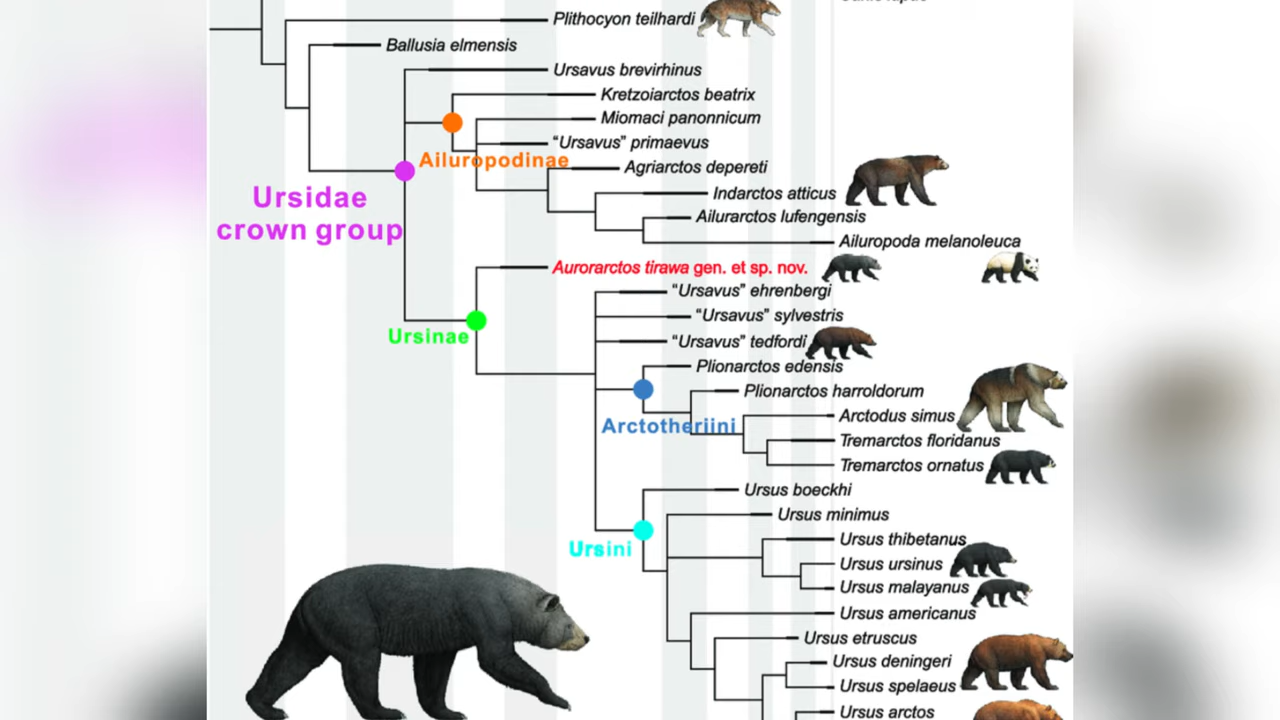 Plithocyon teilhardi
Ballusia elmensis
Ursavus brevirhinus
Kretzoiarctos beatrix
Miomaci panonnicum
“Ursavus” primaevus
Ailuropodinae
Agriarctos depereti
Ursidae
crown group
Indarctos atticus
Ailurarctos lufengensis
Ailuropoda melanoleuca
Aurorarctos tirawa gen. et sp. nov.
“Ursavus” ehrenbergi
“Ursavus” sylvestris
Ursinae
“Ursavus” tedfordi
Plionarctos edensis
Plionarctos harroldorum
Arctodus simus
Arctotheriini
Tremarctos floridanus
Tremarctos ornatus
Ursus boeckhi
Ursus minimus
Ursus thibetanus
Ursini
Ursus ursinus
Ursus malayanus
Ursus americanus
Ursus etruscus
Ursus deningeri
Ursus spelaeus
Ursus arctos